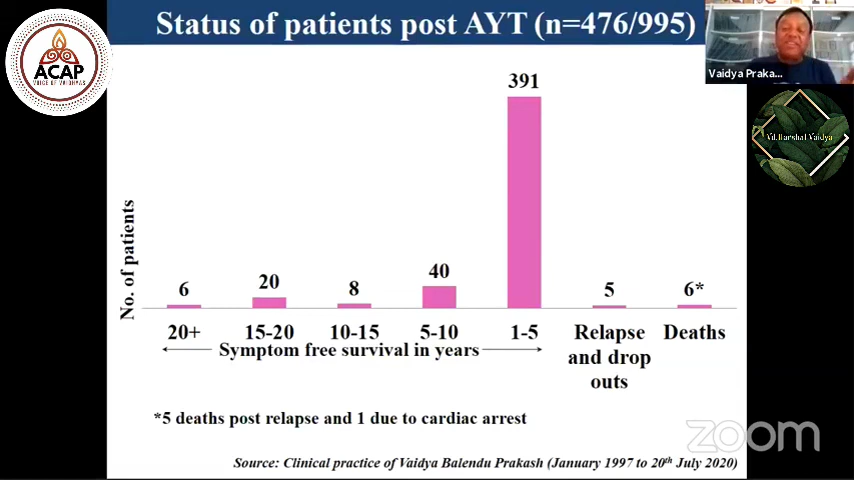 Status of patients post AYT (n=476/995)
ACAP
VOICE OF VAIDHYAS
Vaidya Praka...
Vd. Harshal Vaidya
No. of patients
6
20
8
40
391
5
6*
20+
15-20
10-15
5-10
1-5
Relapse and drop outs
Deaths
Symptom free survival in years
*5 deaths post relapse and 1 due to cardiac arrest
zoom
Source: Clinical practice of Vaidya Balendu Prakash (January 1997 to 20th July 2020)